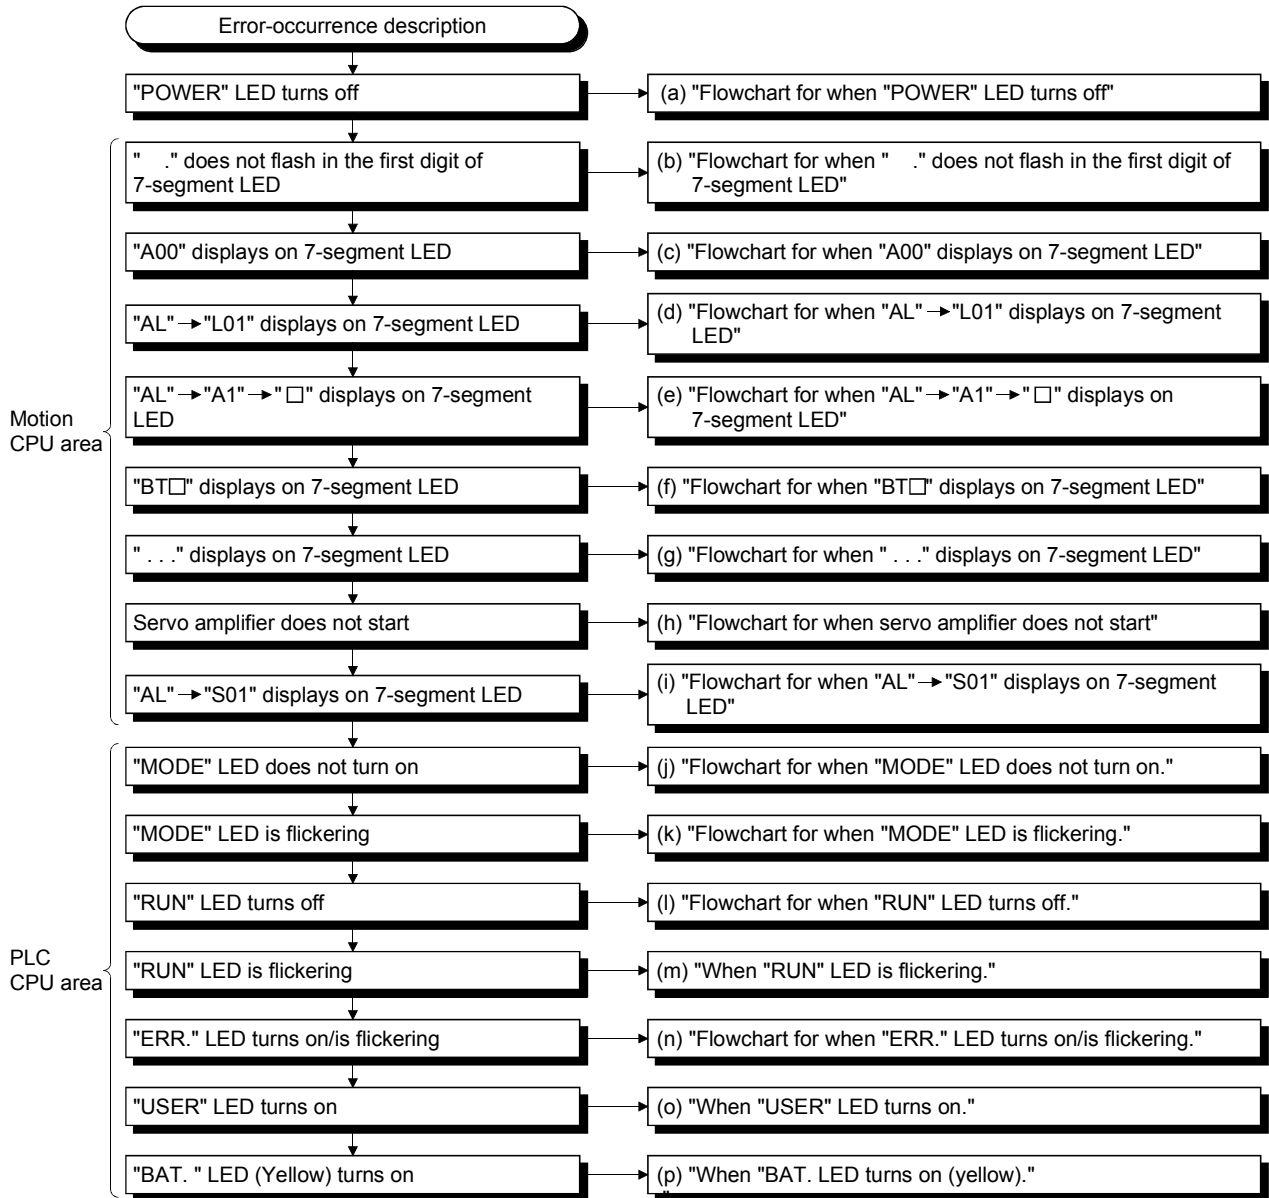 Error-occurrence description
"POWER" LED turns off
(a) "Flowchart for when "POWER" LED turns off"
Motion
CPU area
" ." does not flash in the first digit of
7-segment LED
(b) "Flowchart for when " ." does not flash in the first digit of
7-segment LED"
"A00" displays on 7-segment LED
(c) "Flowchart for when "A00" displays on 7-segment LED"
"AL"→"L01" displays on 7-segment LED
(d) "Flowchart for when "AL"→"L01" displays on 7-segment
LED"
"AL"→"A1"→"□" displays on 7-segment
LED
(e) "Flowchart for when "AL"→"A1"→"□" displays on
7-segment LED"
"BT□" displays on 7-segment LED
(f) "Flowchart for when "BT□" displays on 7-segment LED"
" . . ." displays on 7-segment LED
(g) "Flowchart for when " . . ." displays on 7-segment LED"
Servo amplifier does not start
(h) "Flowchart for when servo amplifier does not start"
"AL"→"S01" displays on 7-segment LED
(i) "Flowchart for when "AL"→"S01" displays on 7-segment
LED"
PLC
CPU area
"MODE" LED does not turn on
(j) "Flowchart for when "MODE" LED does not turn on."
"MODE" LED is flickering
(k) "Flowchart for when "MODE" LED is flickering."
"RUN" LED turns off
(l) "Flowchart for when "RUN" LED turns off."
"RUN" LED is flickering
(m) "When "RUN" LED is flickering."
"ERR." LED turns on/is flickering
(n) "Flowchart for when "ERR." LED turns on/is flickering."
"USER" LED turns on
(o) "When "USER" LED turns on."
"BAT. " LED (Yellow) turns on
(p) "When "BAT. LED turns on (yellow)."
"